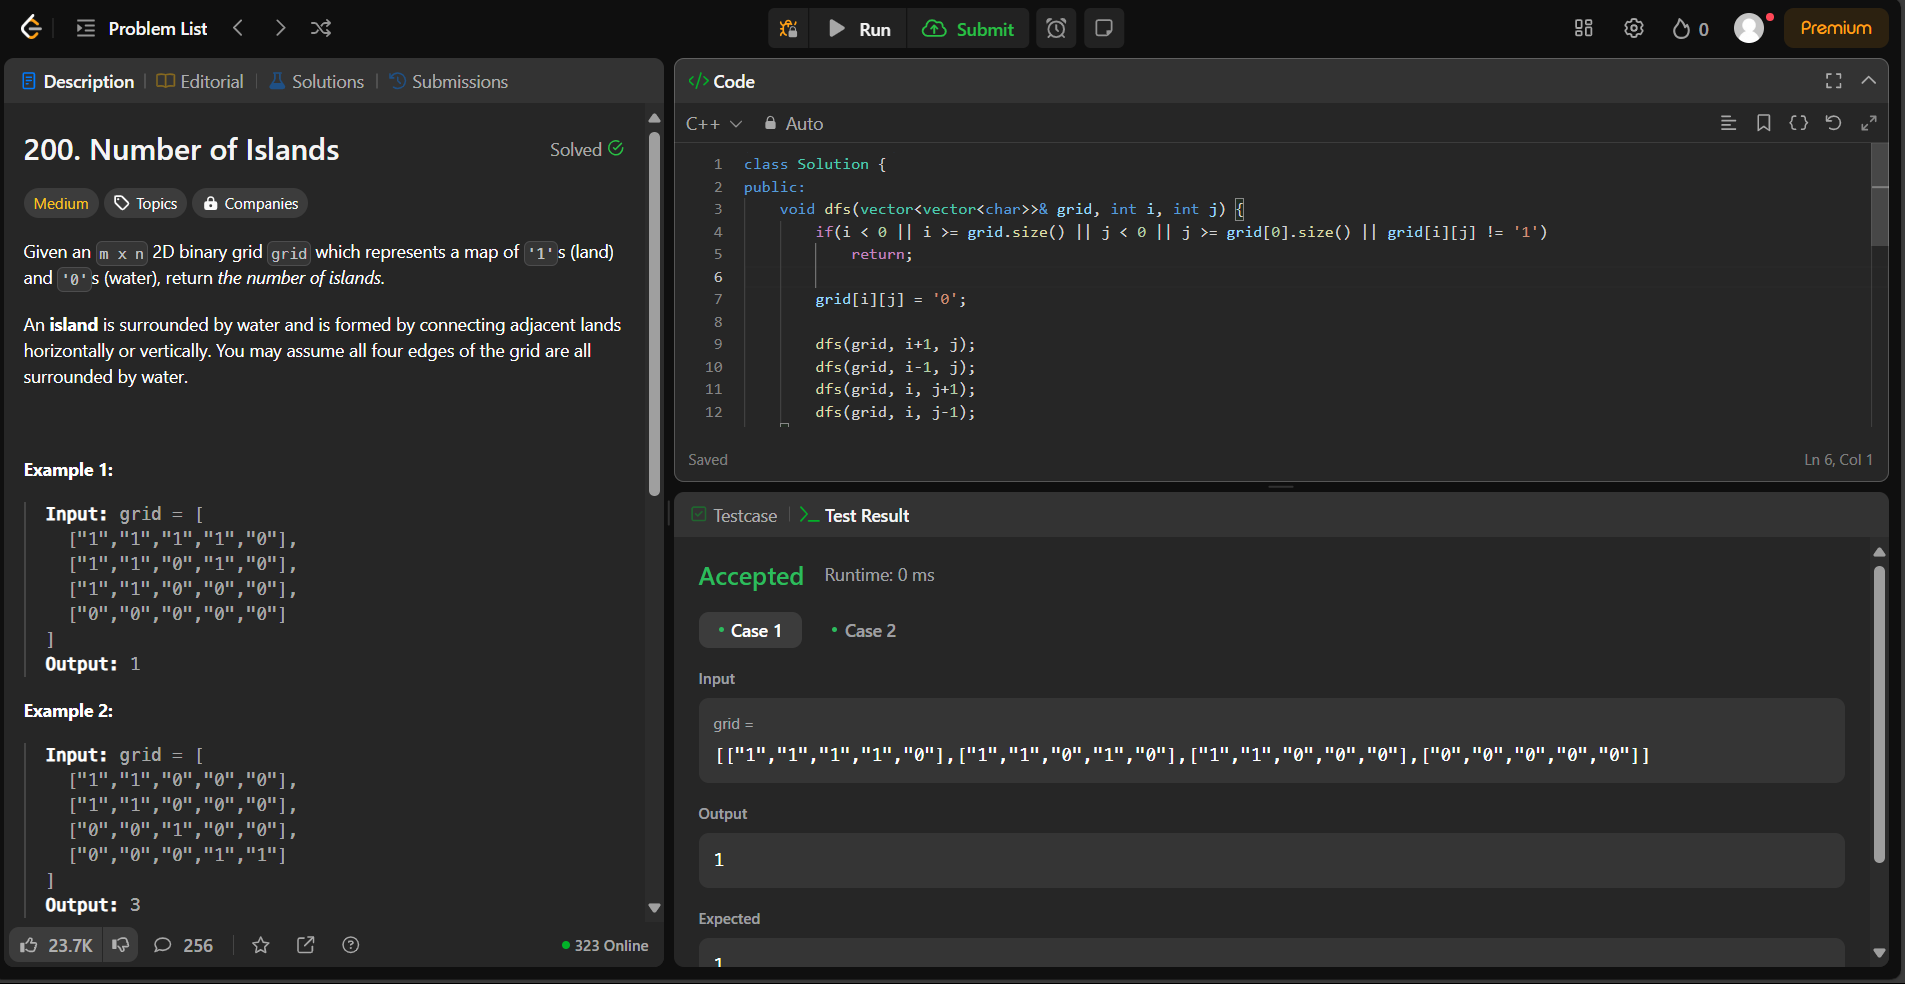 Problem List
Run
Submit
0
Premium
Description
Editorial
Solutions
Submissions
200. Number of Islands
Solved
Medium
Topics
Companies
Given an m x n 2D binary grid grid which represents a map of '1's (land)
and '0's (water), return the number of islands.
An island is surrounded by water and is formed by connecting adjacent lands
horizontally or vertically. You may assume all four edges of the grid are all
surrounded by water.
Example 1:
Input: grid = [
["1","1","1","1","0"],
["1","1","0","1","0"],
["1","1","0","0","0"],
["0","0","0","0","0"]
]
Output: 1
Example 2:
Input: grid = [
["1","1","0","0","0"],
["1","1","0","0","0"],
["0","0","1","0","0"],
["0","0","0","1","1"]
]
Output: 3
23.7K
256
323 Online
</> Code
C++
Auto
1 class Solution {
2 public:
3 void dfs(vector<vector<char>>& grid, int i, int j) {
4 if(i < 0 || i >= grid.size() || j < 0 || j >= grid[0].size() || grid[i][j] != '1')
5 return;
6
7 grid[i][j] = '0';
8
9 dfs(grid, i+1, j);
10 dfs(grid, i-1, j);
11 dfs(grid, i, j+1);
12 dfs(grid, i, j-1);
Saved
Ln 6, Col 1
Testcase
Test Result
Accepted
Runtime: 0 ms
Case 1
Case 2
Input
grid =
[["1","1","1","1","0"],["1","1","0","1","0"],["1","1","0","0","0"],["0","0","0","0","0"]]
Output
1
Expected
1